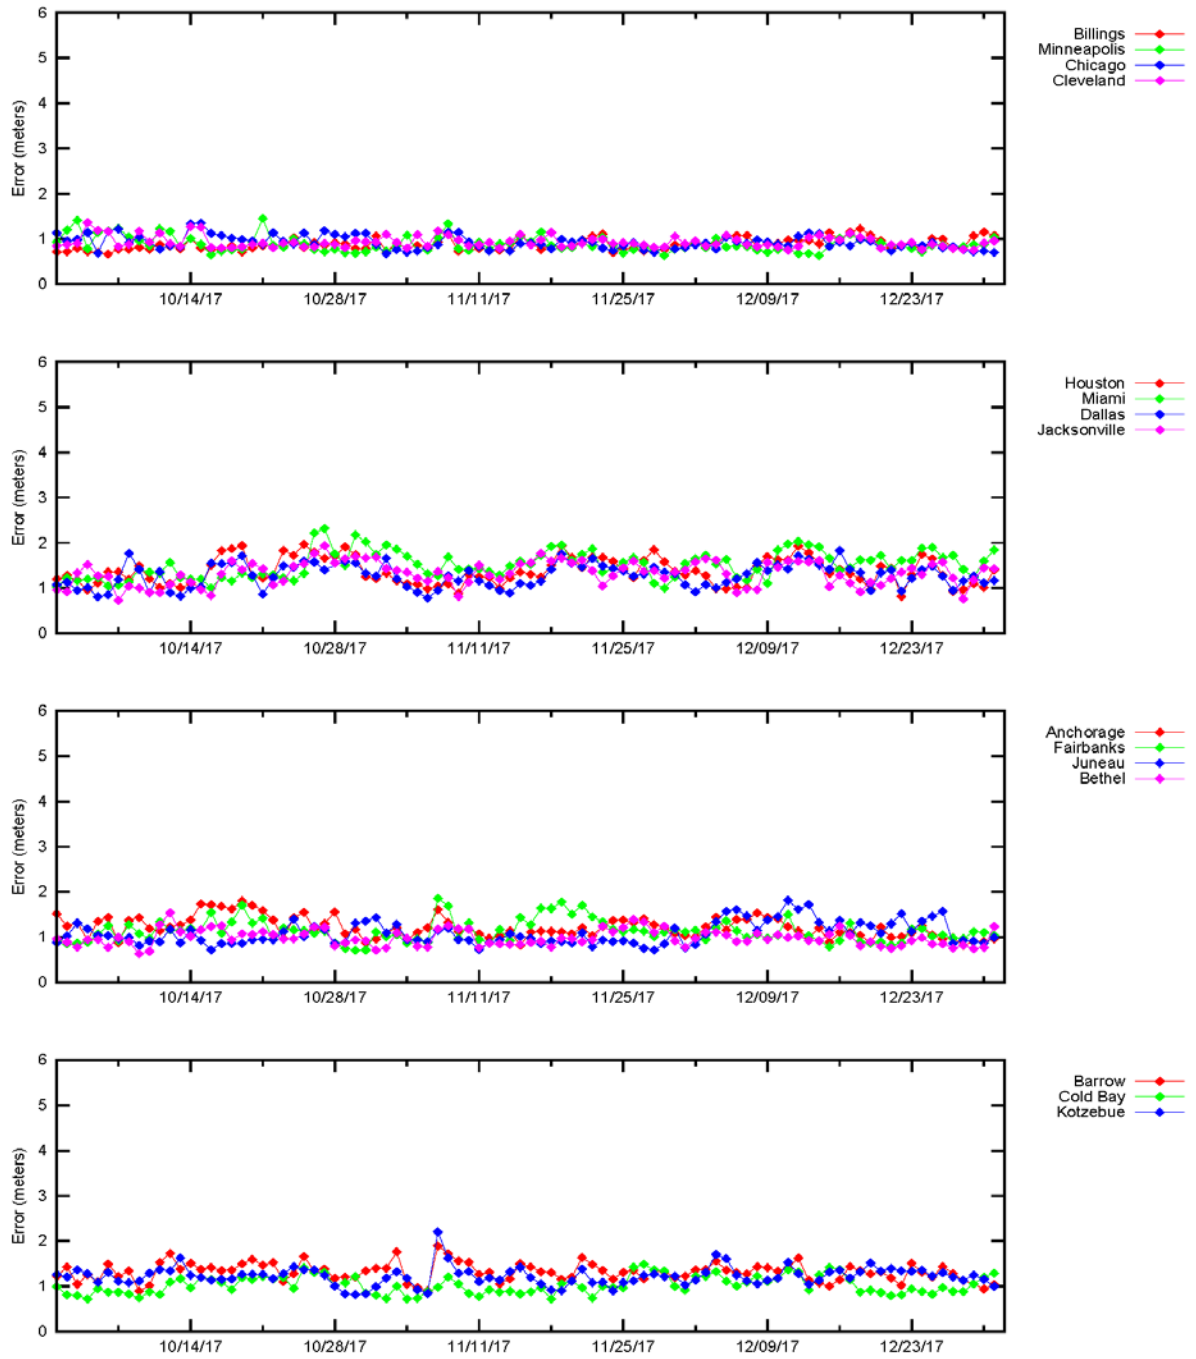 6
5
4
3
2
1
0
Error (meters)
10/14/17 10/28/17 11/11/17 11/25/17 12/09/17 12/23/17
Billings
Minneapolis
Chicago
Cleveland
6
5
4
3
2
1
0
Error (meters)
10/14/17 10/28/17 11/11/17 11/25/17 12/09/17 12/23/17
Houston
Miami
Dallas
Jacksonville
6
5
4
3
2
1
0
Error (meters)
10/14/17 10/28/17 11/11/17 11/25/17 12/09/17 12/23/17
Anchorage
Fairbanks
Juneau
Bethel
6
5
4
3
2
1
0
Error (meters)
10/14/17 10/28/17 11/11/17 11/25/17 12/09/17 12/23/17
Barrow
Cold Bay
Kotzebue